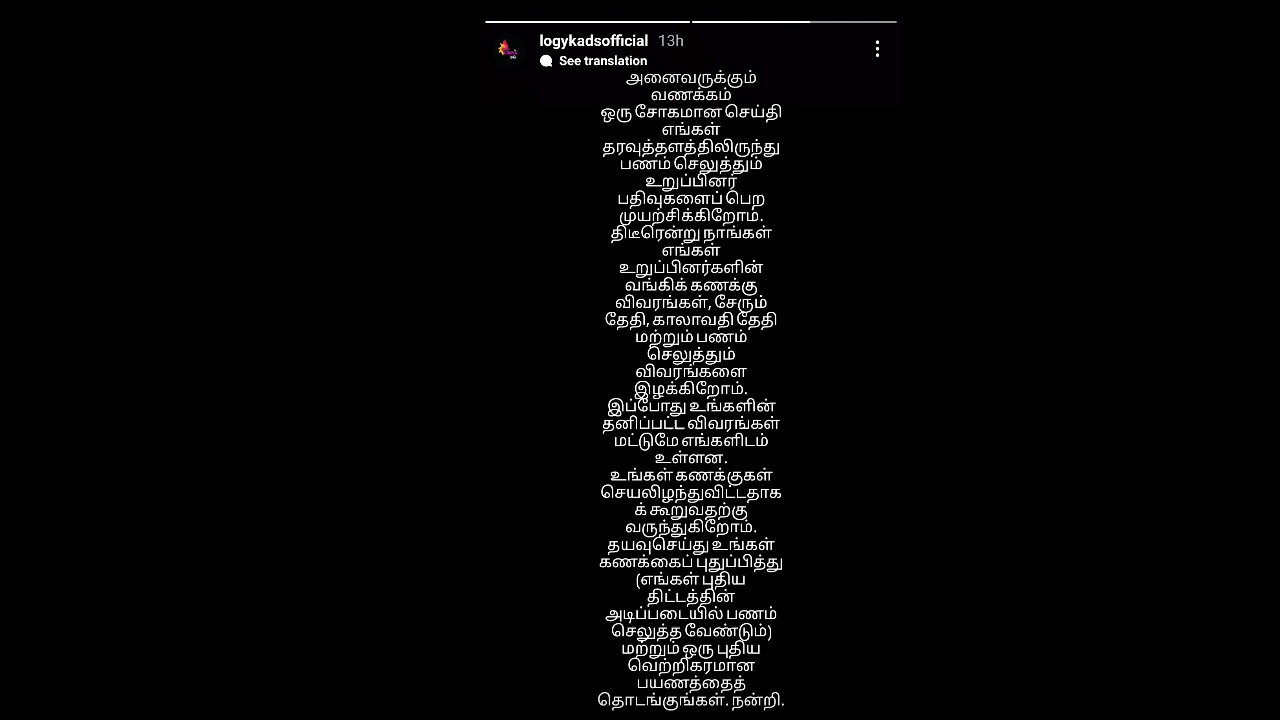 logykadsofficial 13h
See translation
அனைவருக்கும்
வணக்கம்
ஒரு சோகமான செய்தி
எங்கள்
தரவுத்தளத்திலிருந்து
பணம் செலுத்தும்
உறுப்பினர்
பதிவுகளைப் பெற
முயற்சிக்கிறோம்.
திடீரென்று நாங்கள்
எங்கள்
உறுப்பினர்களின்
வங்கிக் கணக்கு
விவரங்கள், சேரும்
தேதி, காலாவதி தேதி
மற்றும் பணம்
செலுத்தும்
விவரங்களை
இழக்கிறோம்.
இப்போது உங்களின்
தனிப்பட்ட விவரங்கள்
மட்டுமே எங்களிடம்
உள்ளன.
உங்கள் கணக்குகள்
செயலிழந்துவிட்டதாக
க் கூறுவதற்கு
வருந்துகிறோம்.
தயவுசெய்து உங்கள்
கணக்கைப் புதுப்பித்து
(எங்கள் புதிய
திட்டத்தின்
அடிப்படையில் பணம்
செலுத்த வேண்டும்)
மற்றும் ஒரு புதிய
வெற்றிகரமான
பயணத்தைத்
தொடங்குங்கள். நன்றி.